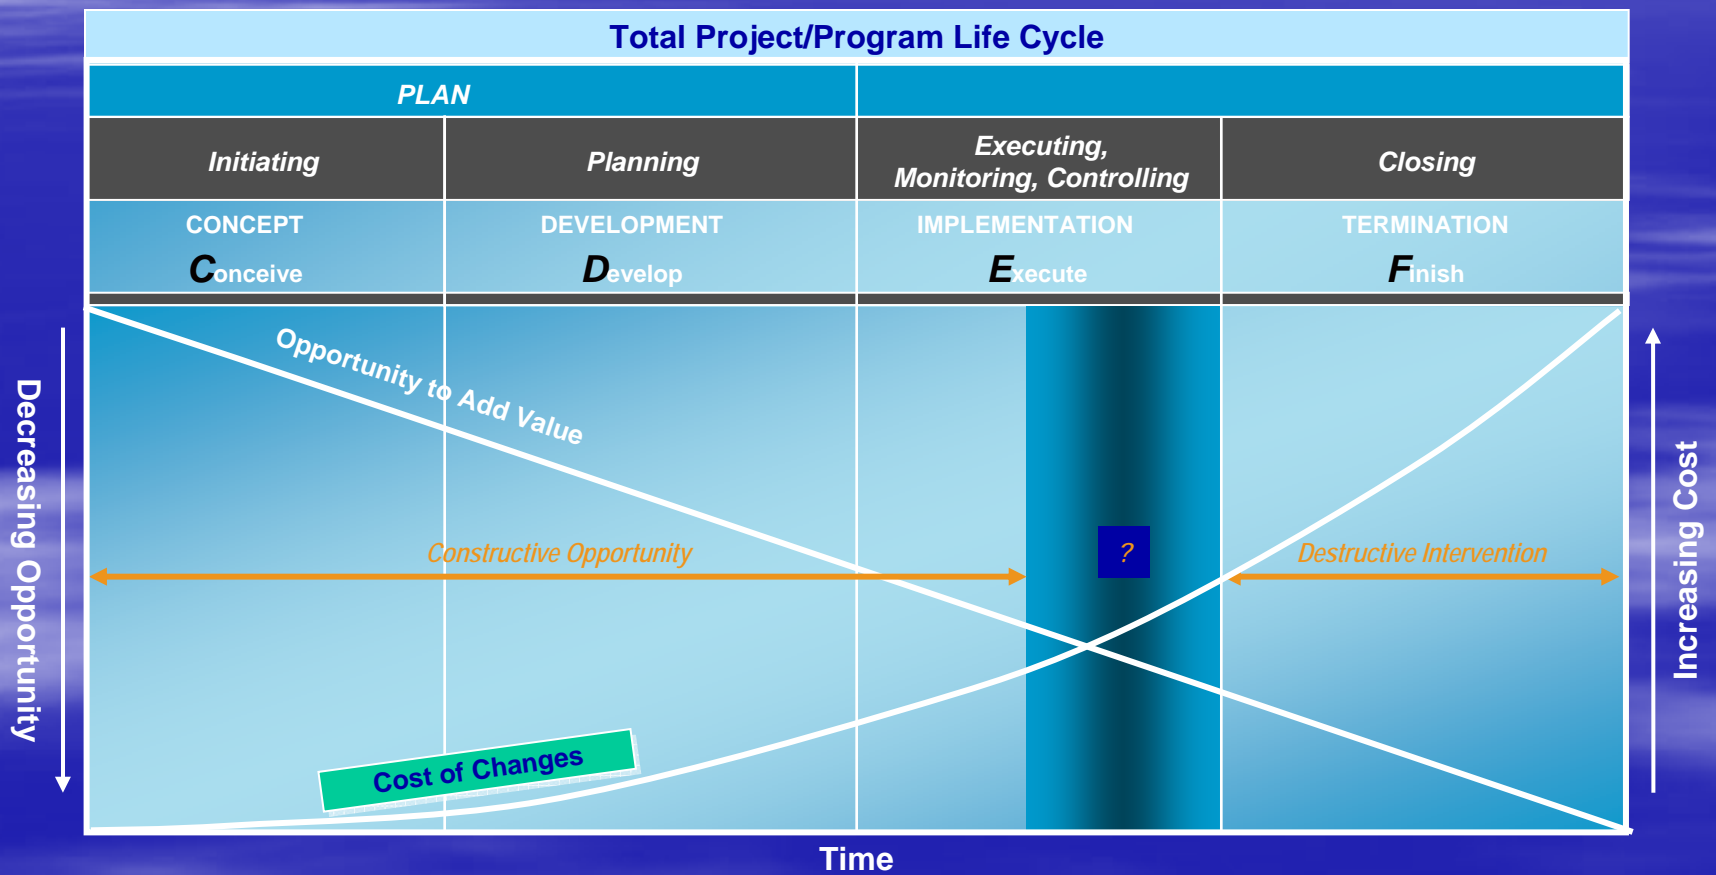 Total Project/Program Life Cycle
PLAN
Initiating
Planning
Executing,
Monitoring, Controlling
Closing
CONCEPT
Conceive
DEVELOPMENT
Develop
IMPLEMENTATION
Execute
TERMINATION
Finish
Opportunity to Add Value
Decreasing Opportunity
Constructive Opportunity
?
Destructive Intervention
Increasing Cost
Cost of Changes
Time